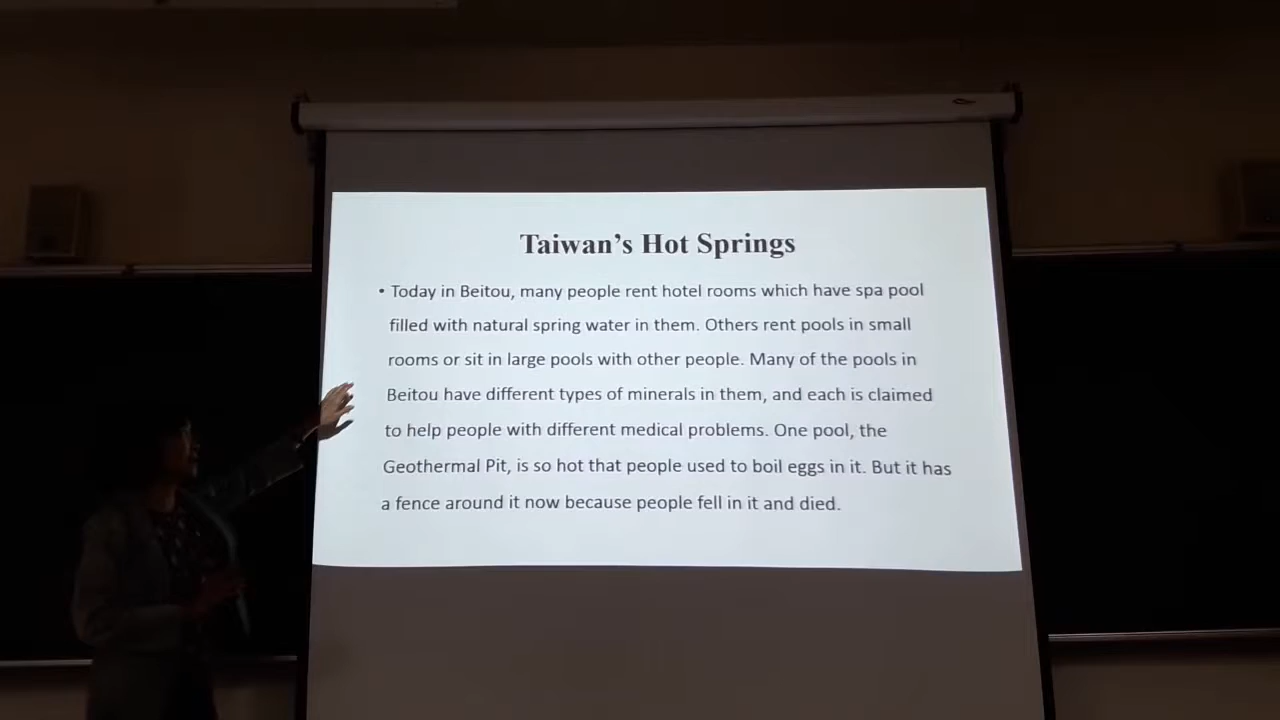 Taiwan’s Hot Springs
• Today in Beitou, many people rent hotel rooms which have spa pool
filled with natural spring water in them. Others rent pools in small
rooms or sit in large pools with other people. Many of the pools in
Beitou have different types of minerals in them, and each is claimed
to help people with different medical problems. One pool, the
Geothermal Pit, is so hot that people used to boil eggs in it. But it has
a fence around it now because people fell in it and died.